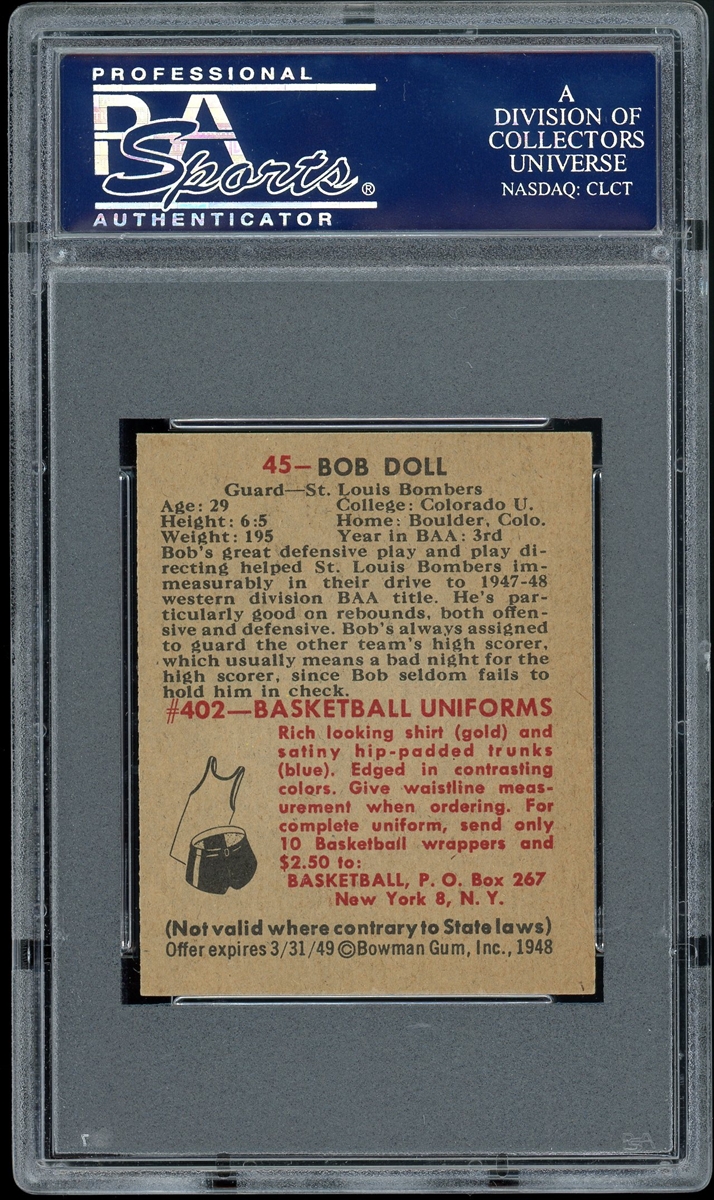 PROFESSIONAL
PSA
Sports®
AUTHENTICATOR
A
DIVISION OF
COLLECTORS
UNIVERSE
NASDAQ: CLCT
45—BOB DOLL
Guard—St. Louis Bombers
Age: 29 College: Colorado U.
Height: 6:5 Home: Boulder, Colo.
Weight: 195 Year in BAA: 3rd
Bob's great defensive play and play di-
recting helped St. Louis Bombers im-
measurably in their drive to 1947-48
western division BAA title. He's par-
ticularly good on rebounds, both offen-
sive and defensive. Bob's always assigned
to guard the other team's high scorer,
which usually means a bad night for the
high scorer, since Bob seldom fails to
hold him in check.
#402—BASKETBALL UNIFORMS
Rich looking shirt (gold) and
satiny hip-padded trunks
(blue). Edged in contrasting
colors. Give waistline meas-
urement when ordering. For
complete uniform, send only
10 Basketball wrappers and
$2.50 to:
BASKETBALL, P. O. Box 267
New York 8, N. Y.
(Not valid where contrary to State laws)
Offer expires 3/31/49 ©Bowman Gum, Inc., 1948
PSA